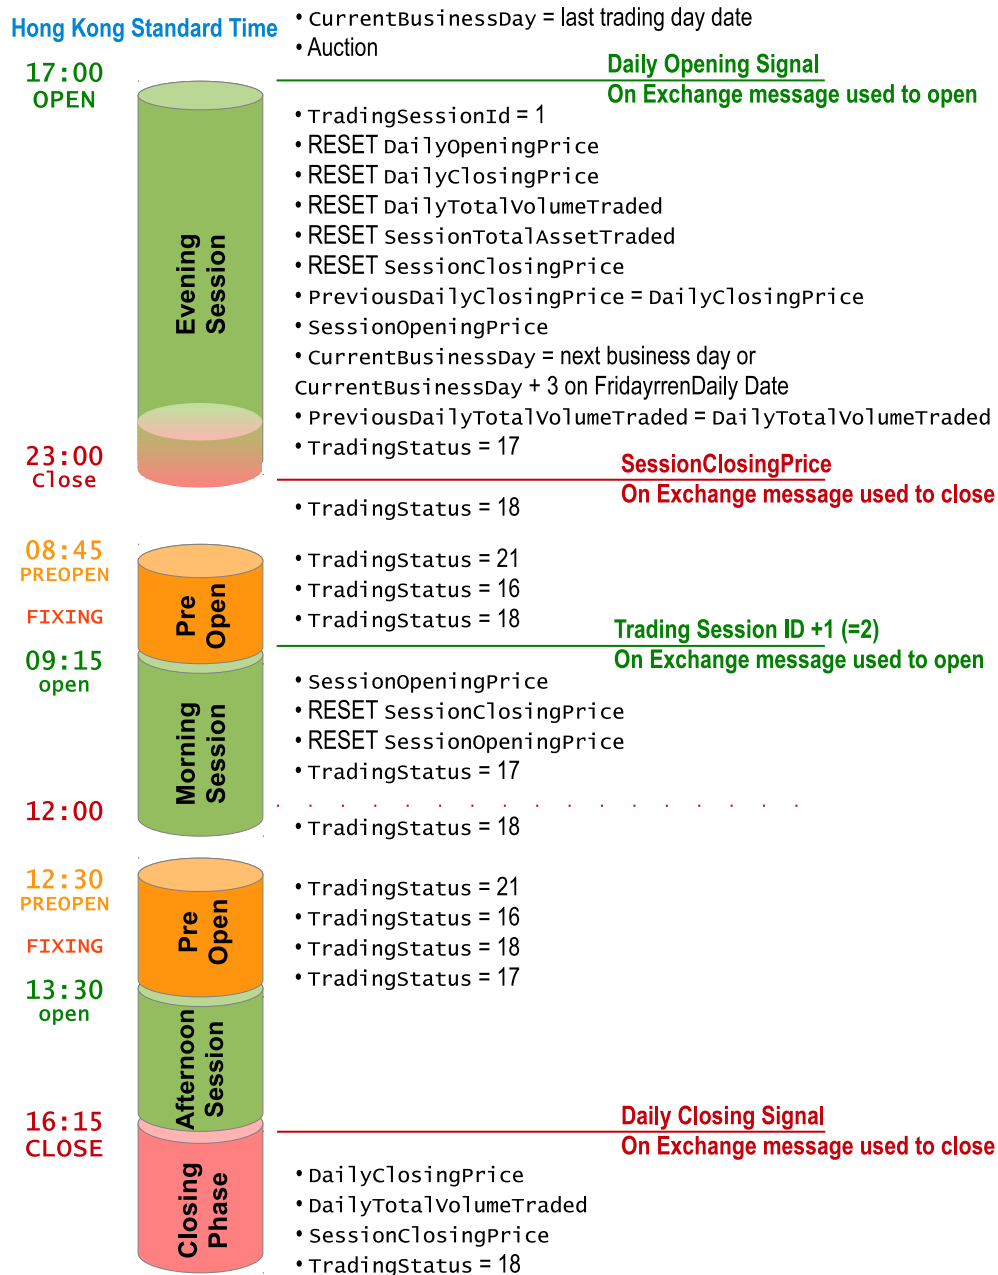 Hong Kong Standard Time
• CurrentBusinessDay = last trading day date
• Auction
17:00
OPEN
Daily Opening Signal
On Exchange message used to open
Evening
Session
• TradingSessionId = 1
• RESET DailyOpeningPrice
• RESET DailyClosingPrice
• RESET DailyTotalVolumeTraded
• RESET SessionTotalAssetTraded
• RESET SessionClosingPrice
• PreviousDailyClosingPrice = DailyClosingPrice
• SessionOpeningPrice
• CurrentBusinessDay = next business day or
CurrentBusinessDay + 3 on FridayrrenDaily Date
• PreviousDailyTotalVolumeTraded = DailyTotalVolumeTraded
• TradingStatus = 17
23:00
Close
SessionClosingPrice
On Exchange message used to close
• TradingStatus = 18
08:45
PREOPEN
FIXING
Pre
Open
• TradingStatus = 21
• TradingStatus = 16
• TradingStatus = 18
Trading Session ID +1 (=2)
On Exchange message used to open
09:15
open
Morning
Session
• SessionOpeningPrice
• RESET SessionClosingPrice
• RESET SessionOpeningPrice
• TradingStatus = 17
12:00
• TradingStatus = 18
12:30
PREOPEN
FIXING
Pre
Open
• TradingStatus = 21
• TradingStatus = 16
• TradingStatus = 18
• TradingStatus = 17
13:30
open
Afternoon
Session
16:15
CLOSE
Daily Closing Signal
On Exchange message used to close
Closing
Phase
• DailyClosingPrice
• DailyTotalVolumeTraded
• SessionClosingPrice
• TradingStatus = 18